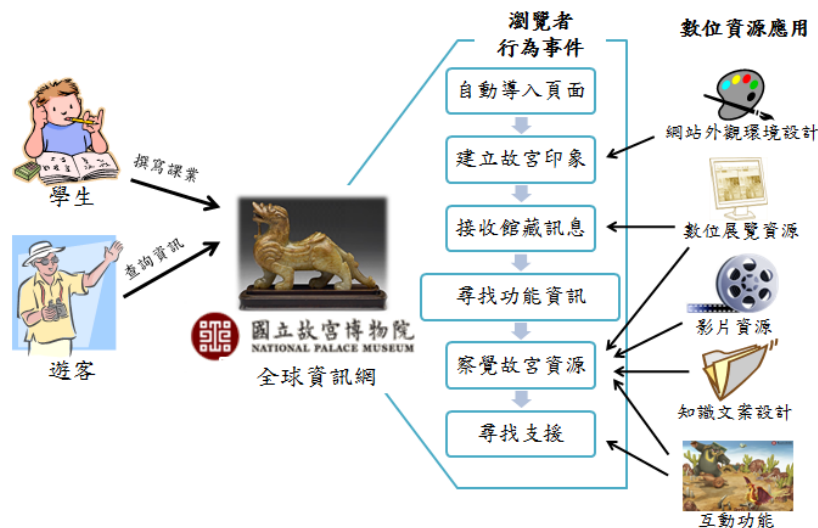 瀏覽者
行為事件
數位資源應用
自動導入頁面
網站外觀環境設計
建立故宮印象
撰寫課業
學生
接收館藏訊息
數位展覽資源
查詢資訊
尋找功能資訊
影片資源
國立故宮博物院
NATIONAL PALACE MUSEUM
察覺故宮資源
遊客
全球資訊網
知識文案設計
尋找支援
互動功能